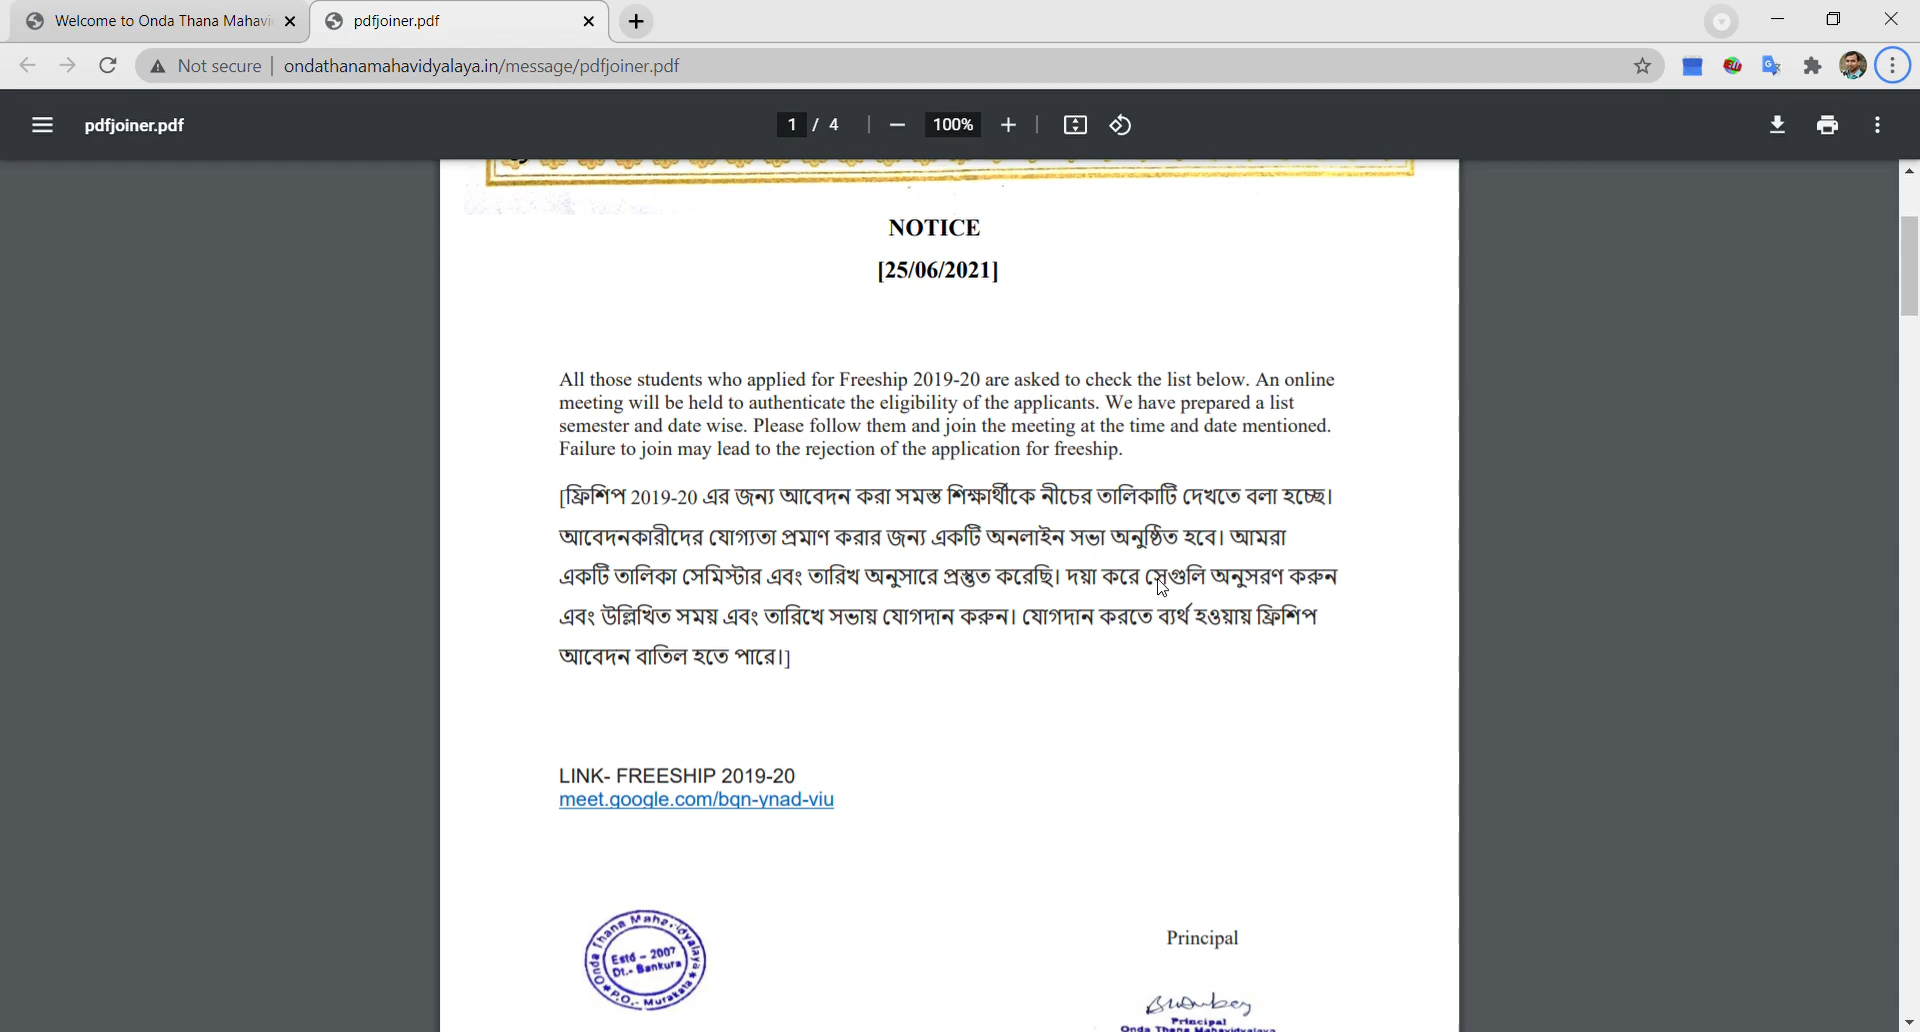 Welcome to Onda Thana Mahavi
pdfjoiner.pdf
Not secure
ondathanamahavidyalaya.in/message/pdfjoiner.pdf
pdfjoiner.pdf
1 / 4
100%
NOTICE
[25/06/2021]
All those students who applied for Freeship 2019-20 are asked to check the list below. An online
meeting will be held to authenticate the eligibility of the applicants. We have prepared a list
semester and date wise. Please follow them and join the meeting at the time and date mentioned.
Failure to join may lead to the rejection of the application for freeship.
[ফ্রিশিপ 2019-20 এর জন্য আবেদন করা সমস্ত শিক্ষার্থীকে নীচের তালিকাটি দেখতে বলা হচ্ছে।
আবেদনকারীদের যোগ্যতা প্রমাণ করার জন্য একটি অনলাইন সভা অনুষ্ঠিত হবে। আমরা
একটি তালিকা সেমিস্টার এবং তারিখ অনুসারে প্রস্তুত করেছি। দয়া করে সেগুলি অনুসরণ করুন
এবং উল্লিখিত সময় এবং তারিখে সভায় যোগদান করুন। যোগদান করতে ব্যর্থ হওয়ায় ফ্রিশিপ
আবেদন বাতিল হতে পারে।]
LINK- FREESHIP 2019-20
meet.google.com/bqn-ynad-viu
Onda Thana Mahavidyalaya
Estd - 2007
Dt.- Bankura
P.O.- Murakata
Principal
Principal
Onda Thana Mahavidyalaya